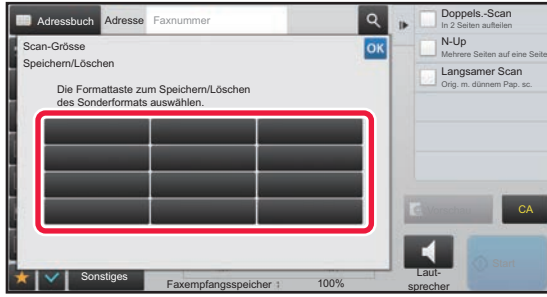 Adressbuch Adresse Faxnummer
Scan-Grösse
OK
Speichern/Löschen
Die Formattaste zum Speichern/Löschen
des Sonderformats auswählen.
Doppels.-Scan
In 2 Seiten aufteilen
N-Up
Mehrere Seiten auf eine Seite
Langsamer Scan
Orig. m. dünnem Pap. sc.
CA
Start
Sonstiges
Faxempfangsspeicher : 100%
Laut-
sprecher